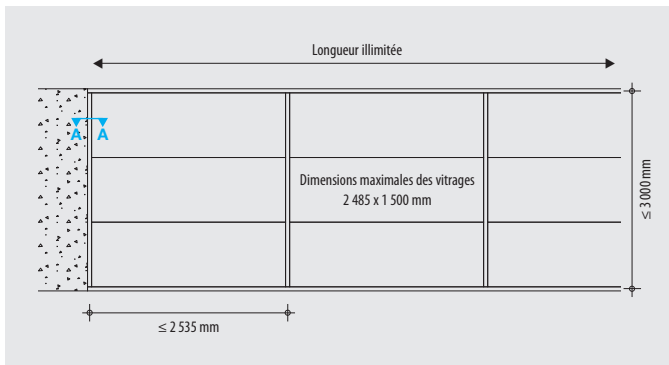 Longueur illimitée
A A
Dimensions maximales des vitrages
2 485 x 1 500 mm
≤ 3 000 mm
≤ 2 535 mm